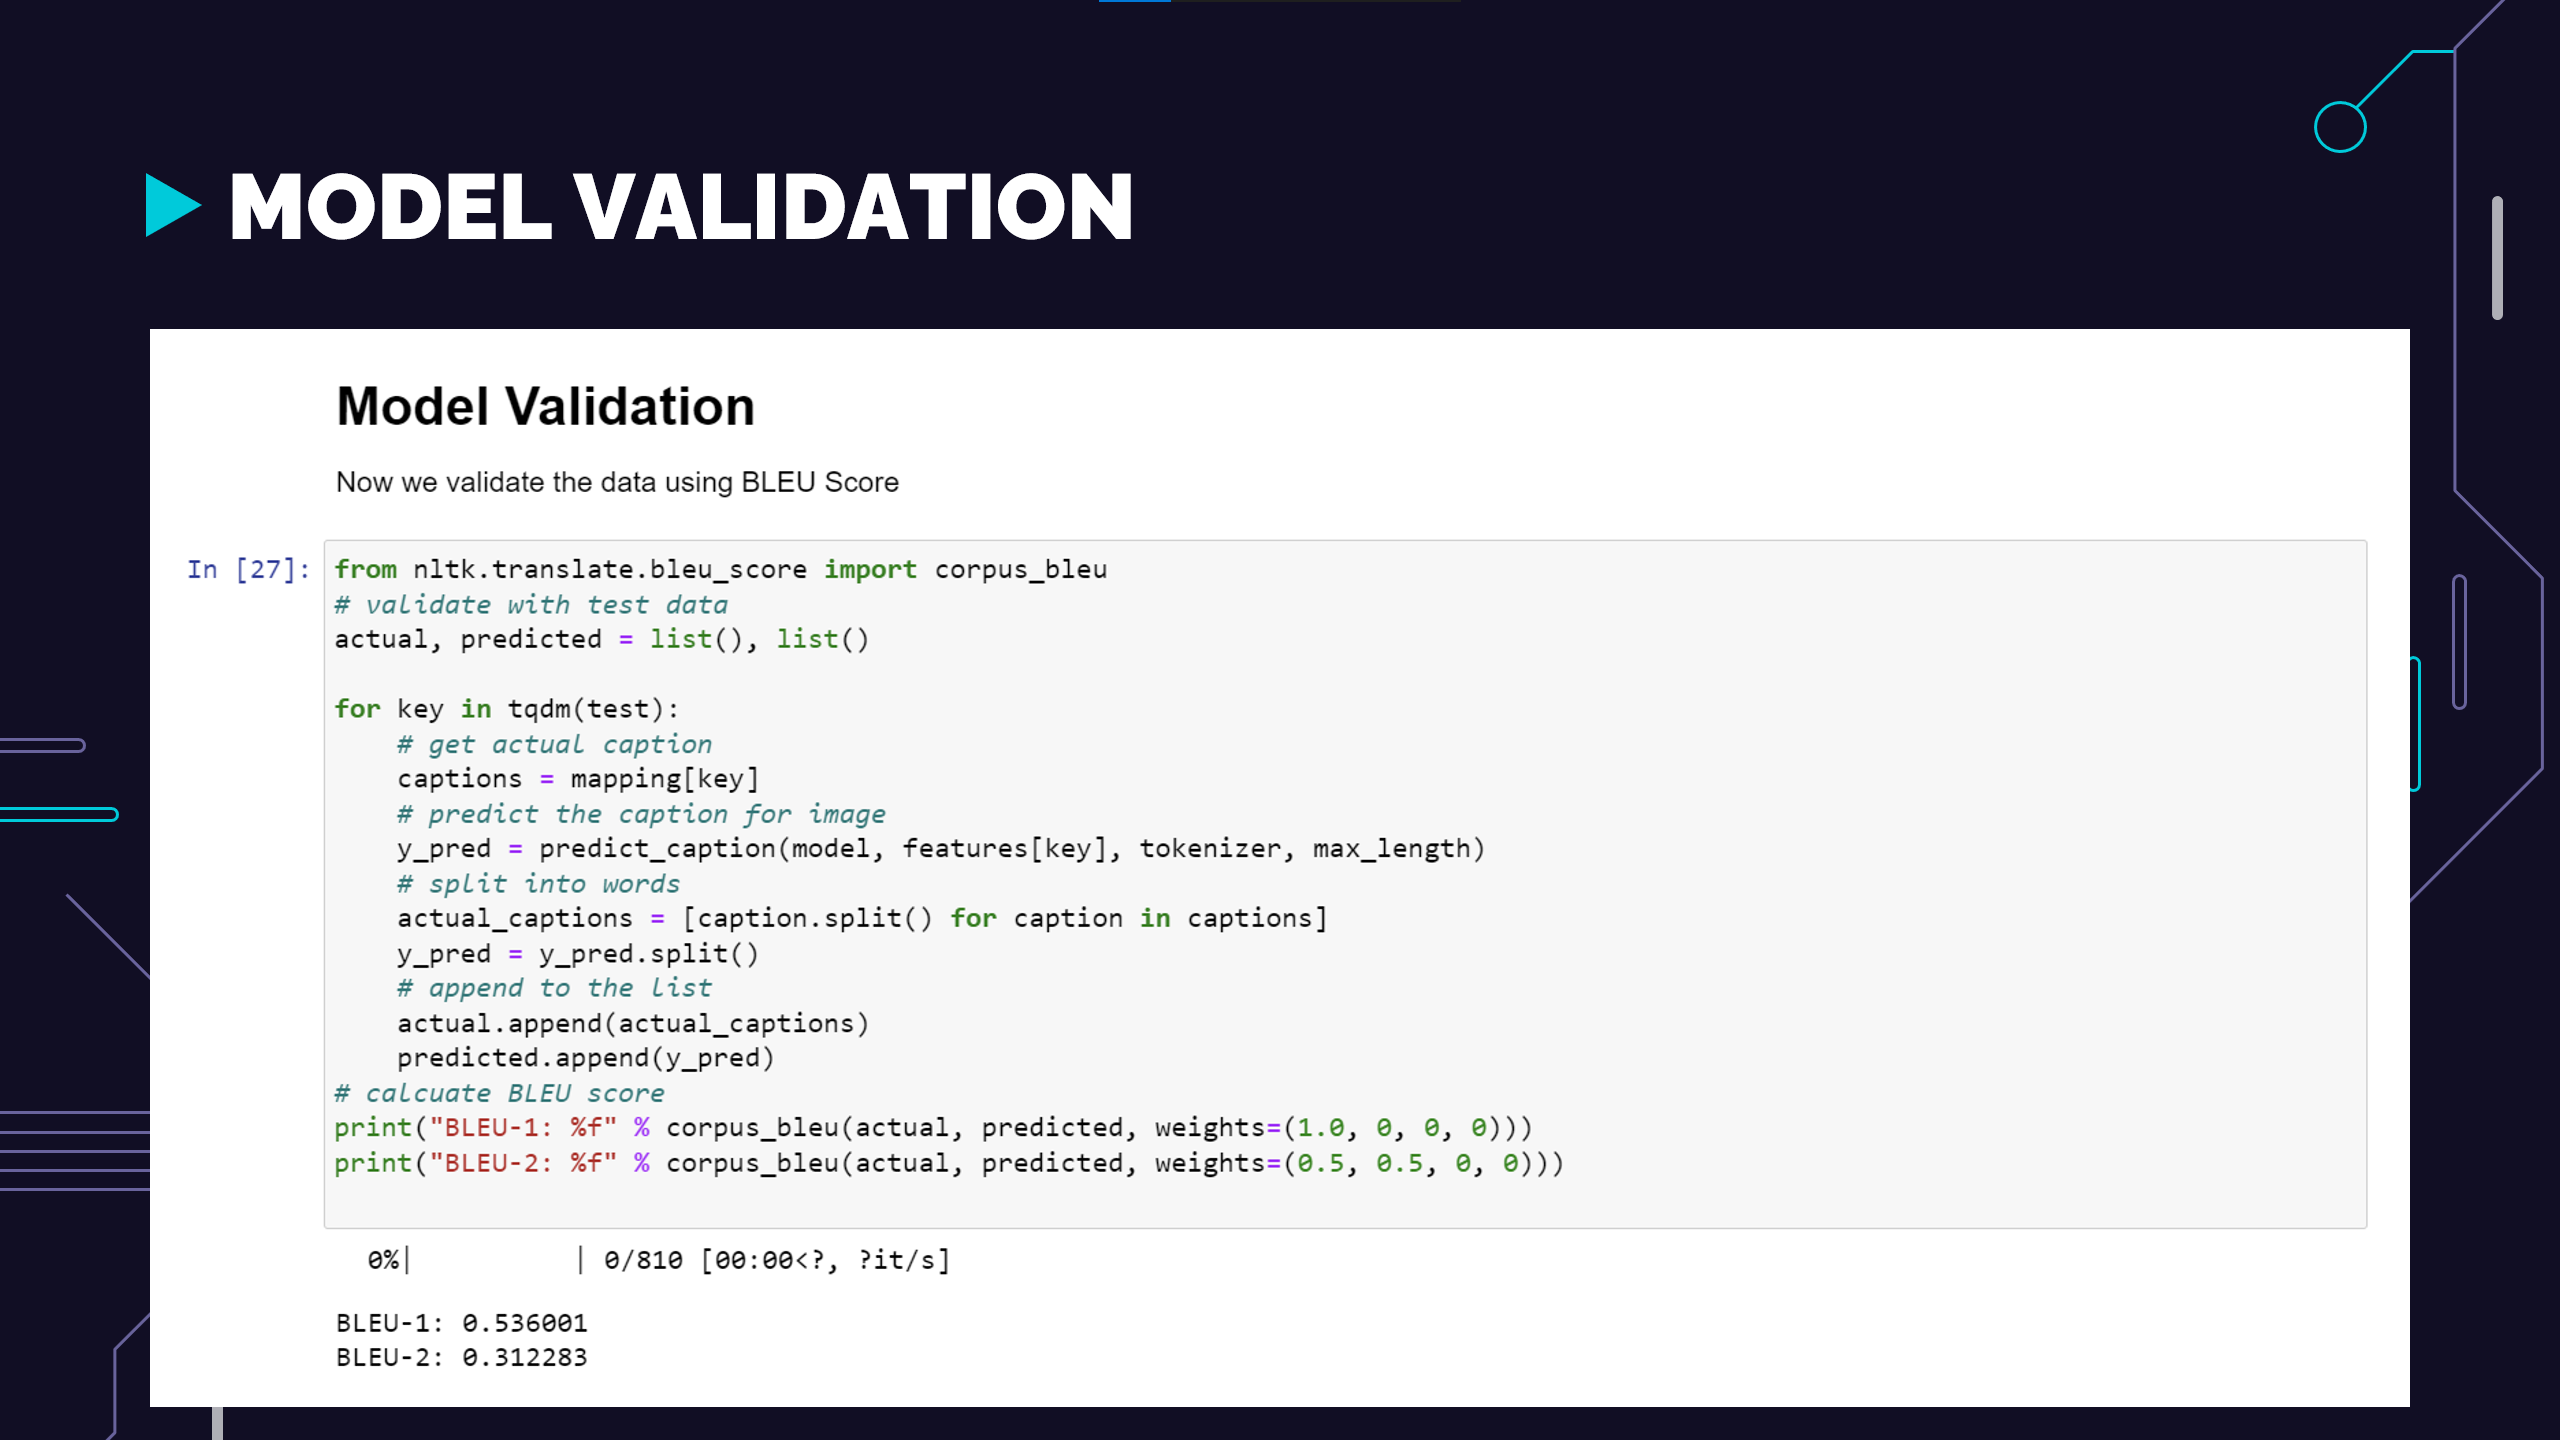 MODEL VALIDATION
Model Validation
Now we validate the data using BLEU Score
In [27]:
from nltk.translate.bleu_score import corpus_bleu
# validate with test data
actual, predicted = list(), list()
for key in tqdm(test):
    # get actual caption
    captions = mapping[key]
    # predict the caption for image
    y_pred = predict_caption(model, features[key], tokenizer, max_length)
    # split into words
    actual_captions = [caption.split() for caption in captions]
    y_pred = y_pred.split()
    # append to the list
    actual.append(actual_captions)
    predicted.append(y_pred)
# calcuate BLEU score
print("BLEU-1: %f" % corpus_bleu(actual, predicted, weights=(1.0, 0, 0, 0)))
print("BLEU-2: %f" % corpus_bleu(actual, predicted, weights=(0.5, 0.5, 0, 0)))
0%|          | 0/810 [00:00<?, ?it/s]
BLEU-1: 0.536001
BLEU-2: 0.312283